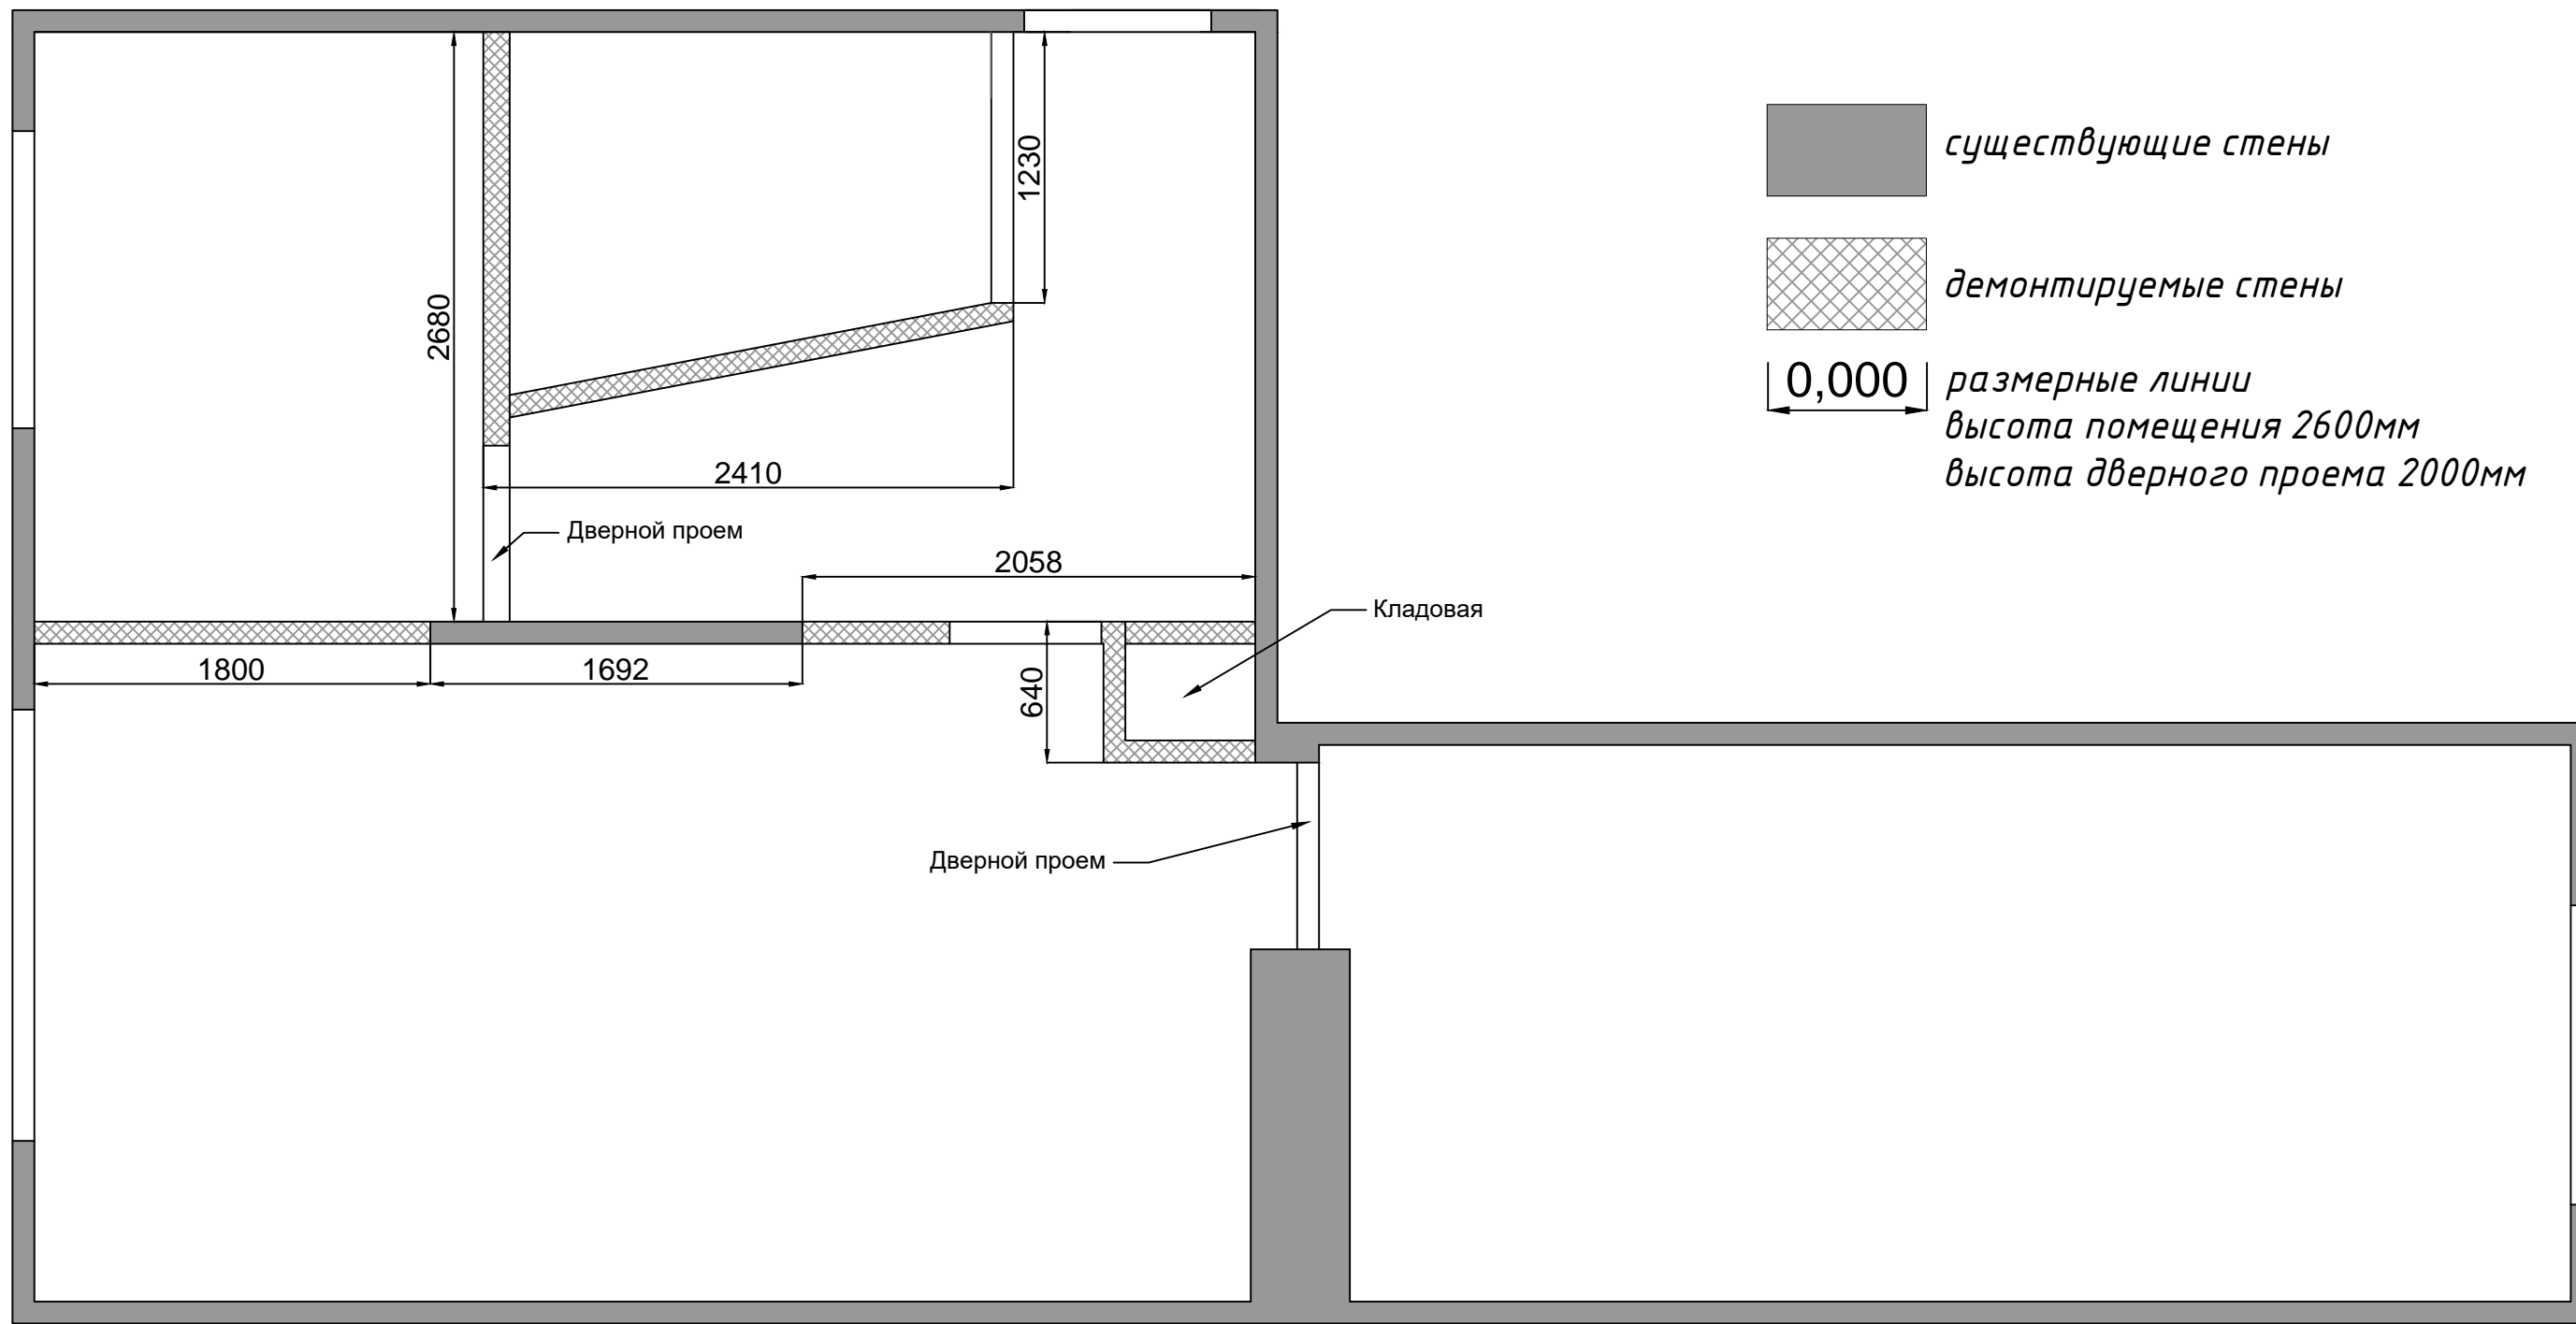 существующие стены
1230
демонтируемые стены
2680
0,000
размерные линии
высота помещения 2600мм
2410
высота дверного проема 2000мм
Дверной проем
2058
Кладовая
1800
1692
640
Дверной проем